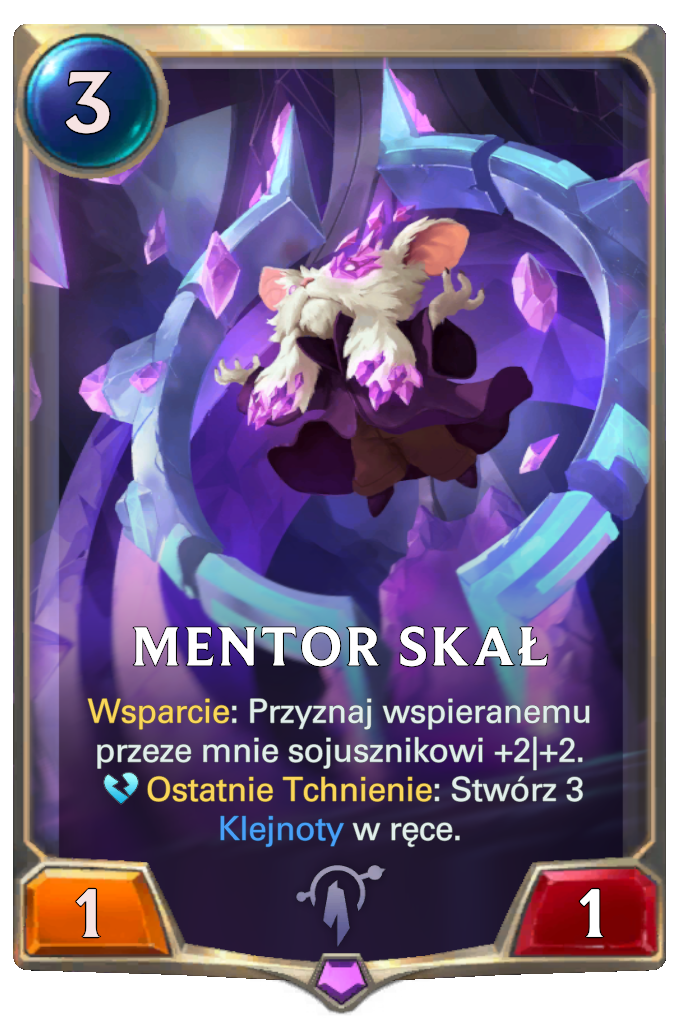 3
MENTOR SKAŁ
Wsparcie: Przyznaj wspieranemu
przeze mnie sojusznikowi +2|+2.
Ostatnie Tchnienie: Stwórz 3
Klejnoty w ręce.
1
1